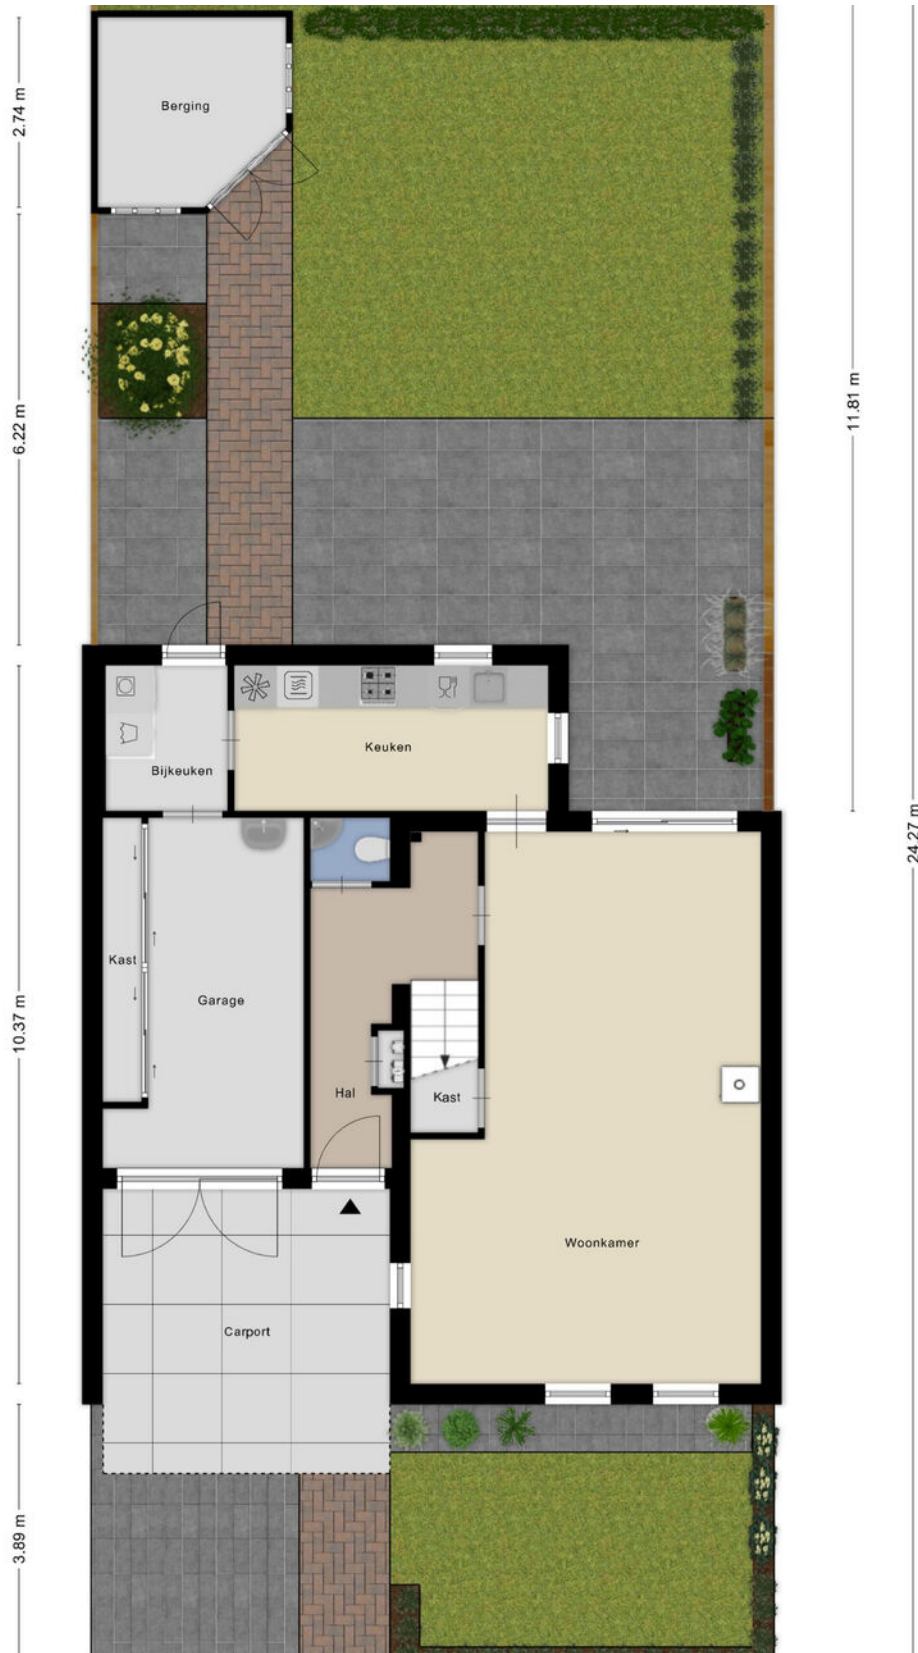 Berging
2.74 m
6.22 m
11.81 m
Keuken
Bijkeuken
24.27 m
Kast
Garage
10.37 m
Hal
Kast
Woonkamer
Carport
3.89 m